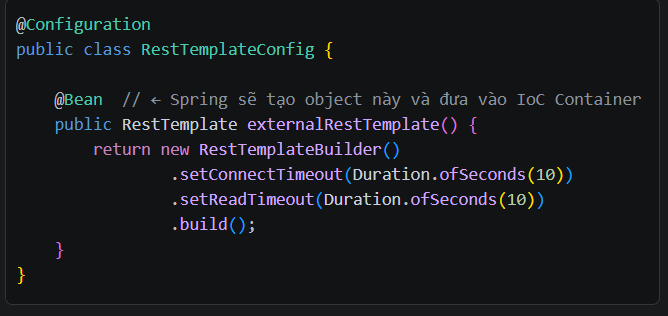 @Configuration
public class RestTemplateConfig {
@Bean // ← Spring sẽ tạo object này và đưa vào IoC Container
public RestTemplate externalRestTemplate() {
return new RestTemplateBuilder()
.setConnectTimeout(Duration.ofSeconds(10))
.setReadTimeout(Duration.ofSeconds(10))
.build();
}
}